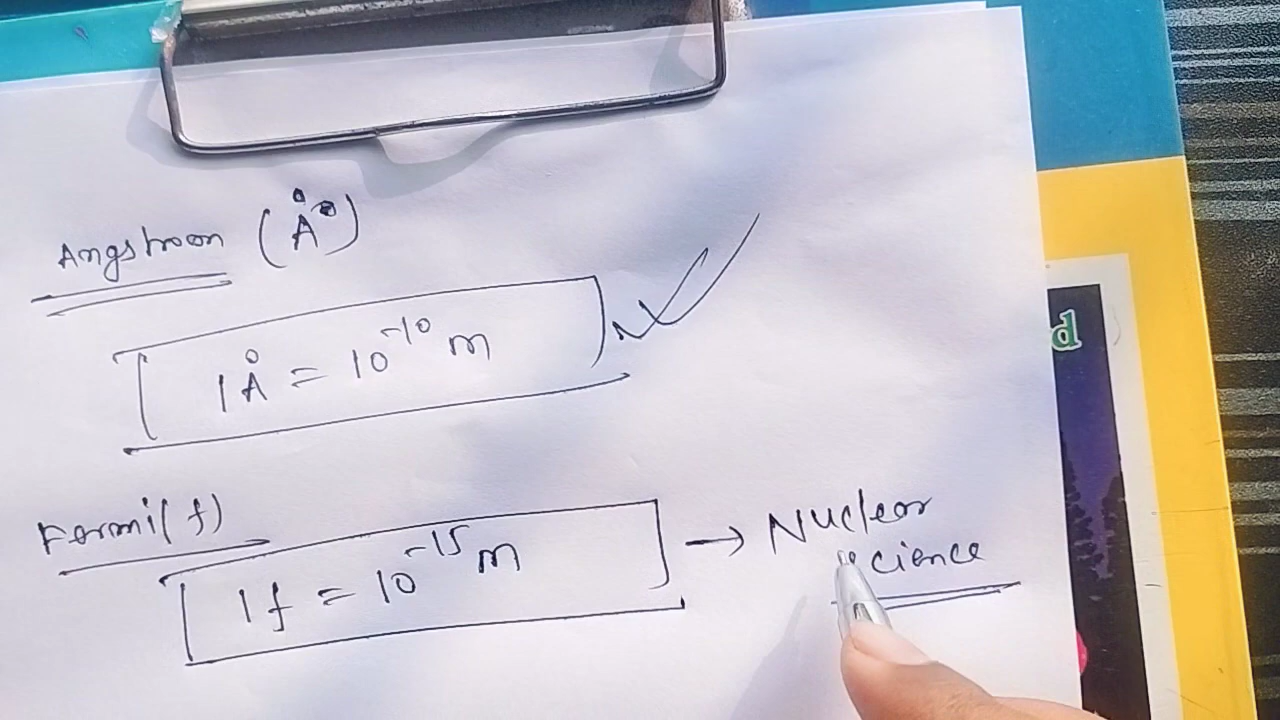 Angstroom (Å)
1Å = 10⁻¹⁰ m
Fermi(f)
1f = 10⁻¹⁵ m → Nuclear
science
d